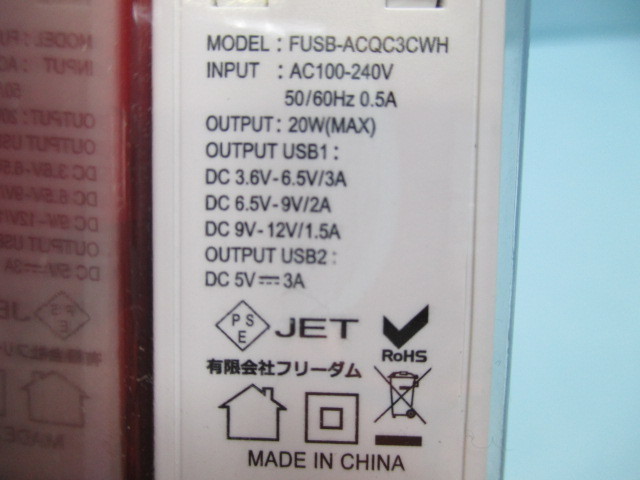 MODEL : FUSB-ACQC3CWH
INPUT : AC100-240V
50/60Hz 0.5A
OUTPUT : 20W(MAX)
OUTPUT USB1 :
DC 3.6V-6.5V/3A
DC 6.5V-9V/2A
DC 9V-12V/1.5A
OUTPUT USB2 :
DC 5V⎓3A
PSE JET RoHS
有限会社フリーダム
MADE IN CHINA